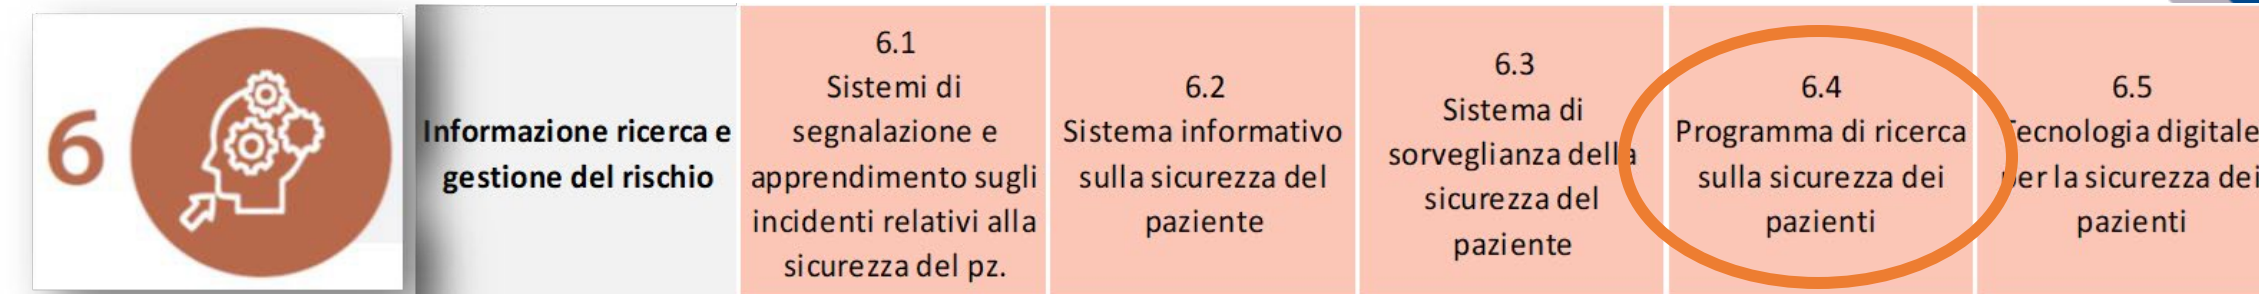 6
Informazione ricerca e
gestione del rischio
6.1
Sistemi di
segnalazione e
apprendimento sugli
incidenti relativi alla
sicurezza del pz.
6.2
Sistema informativo
sulla sicurezza del
paziente
6.3
Sistema di
sorveglianza della
sicurezza del
paziente
6.4
Programma di ricerca
sulla sicurezza dei
pazienti
6.5
Tecnologia digitale
per la sicurezza dei
pazienti